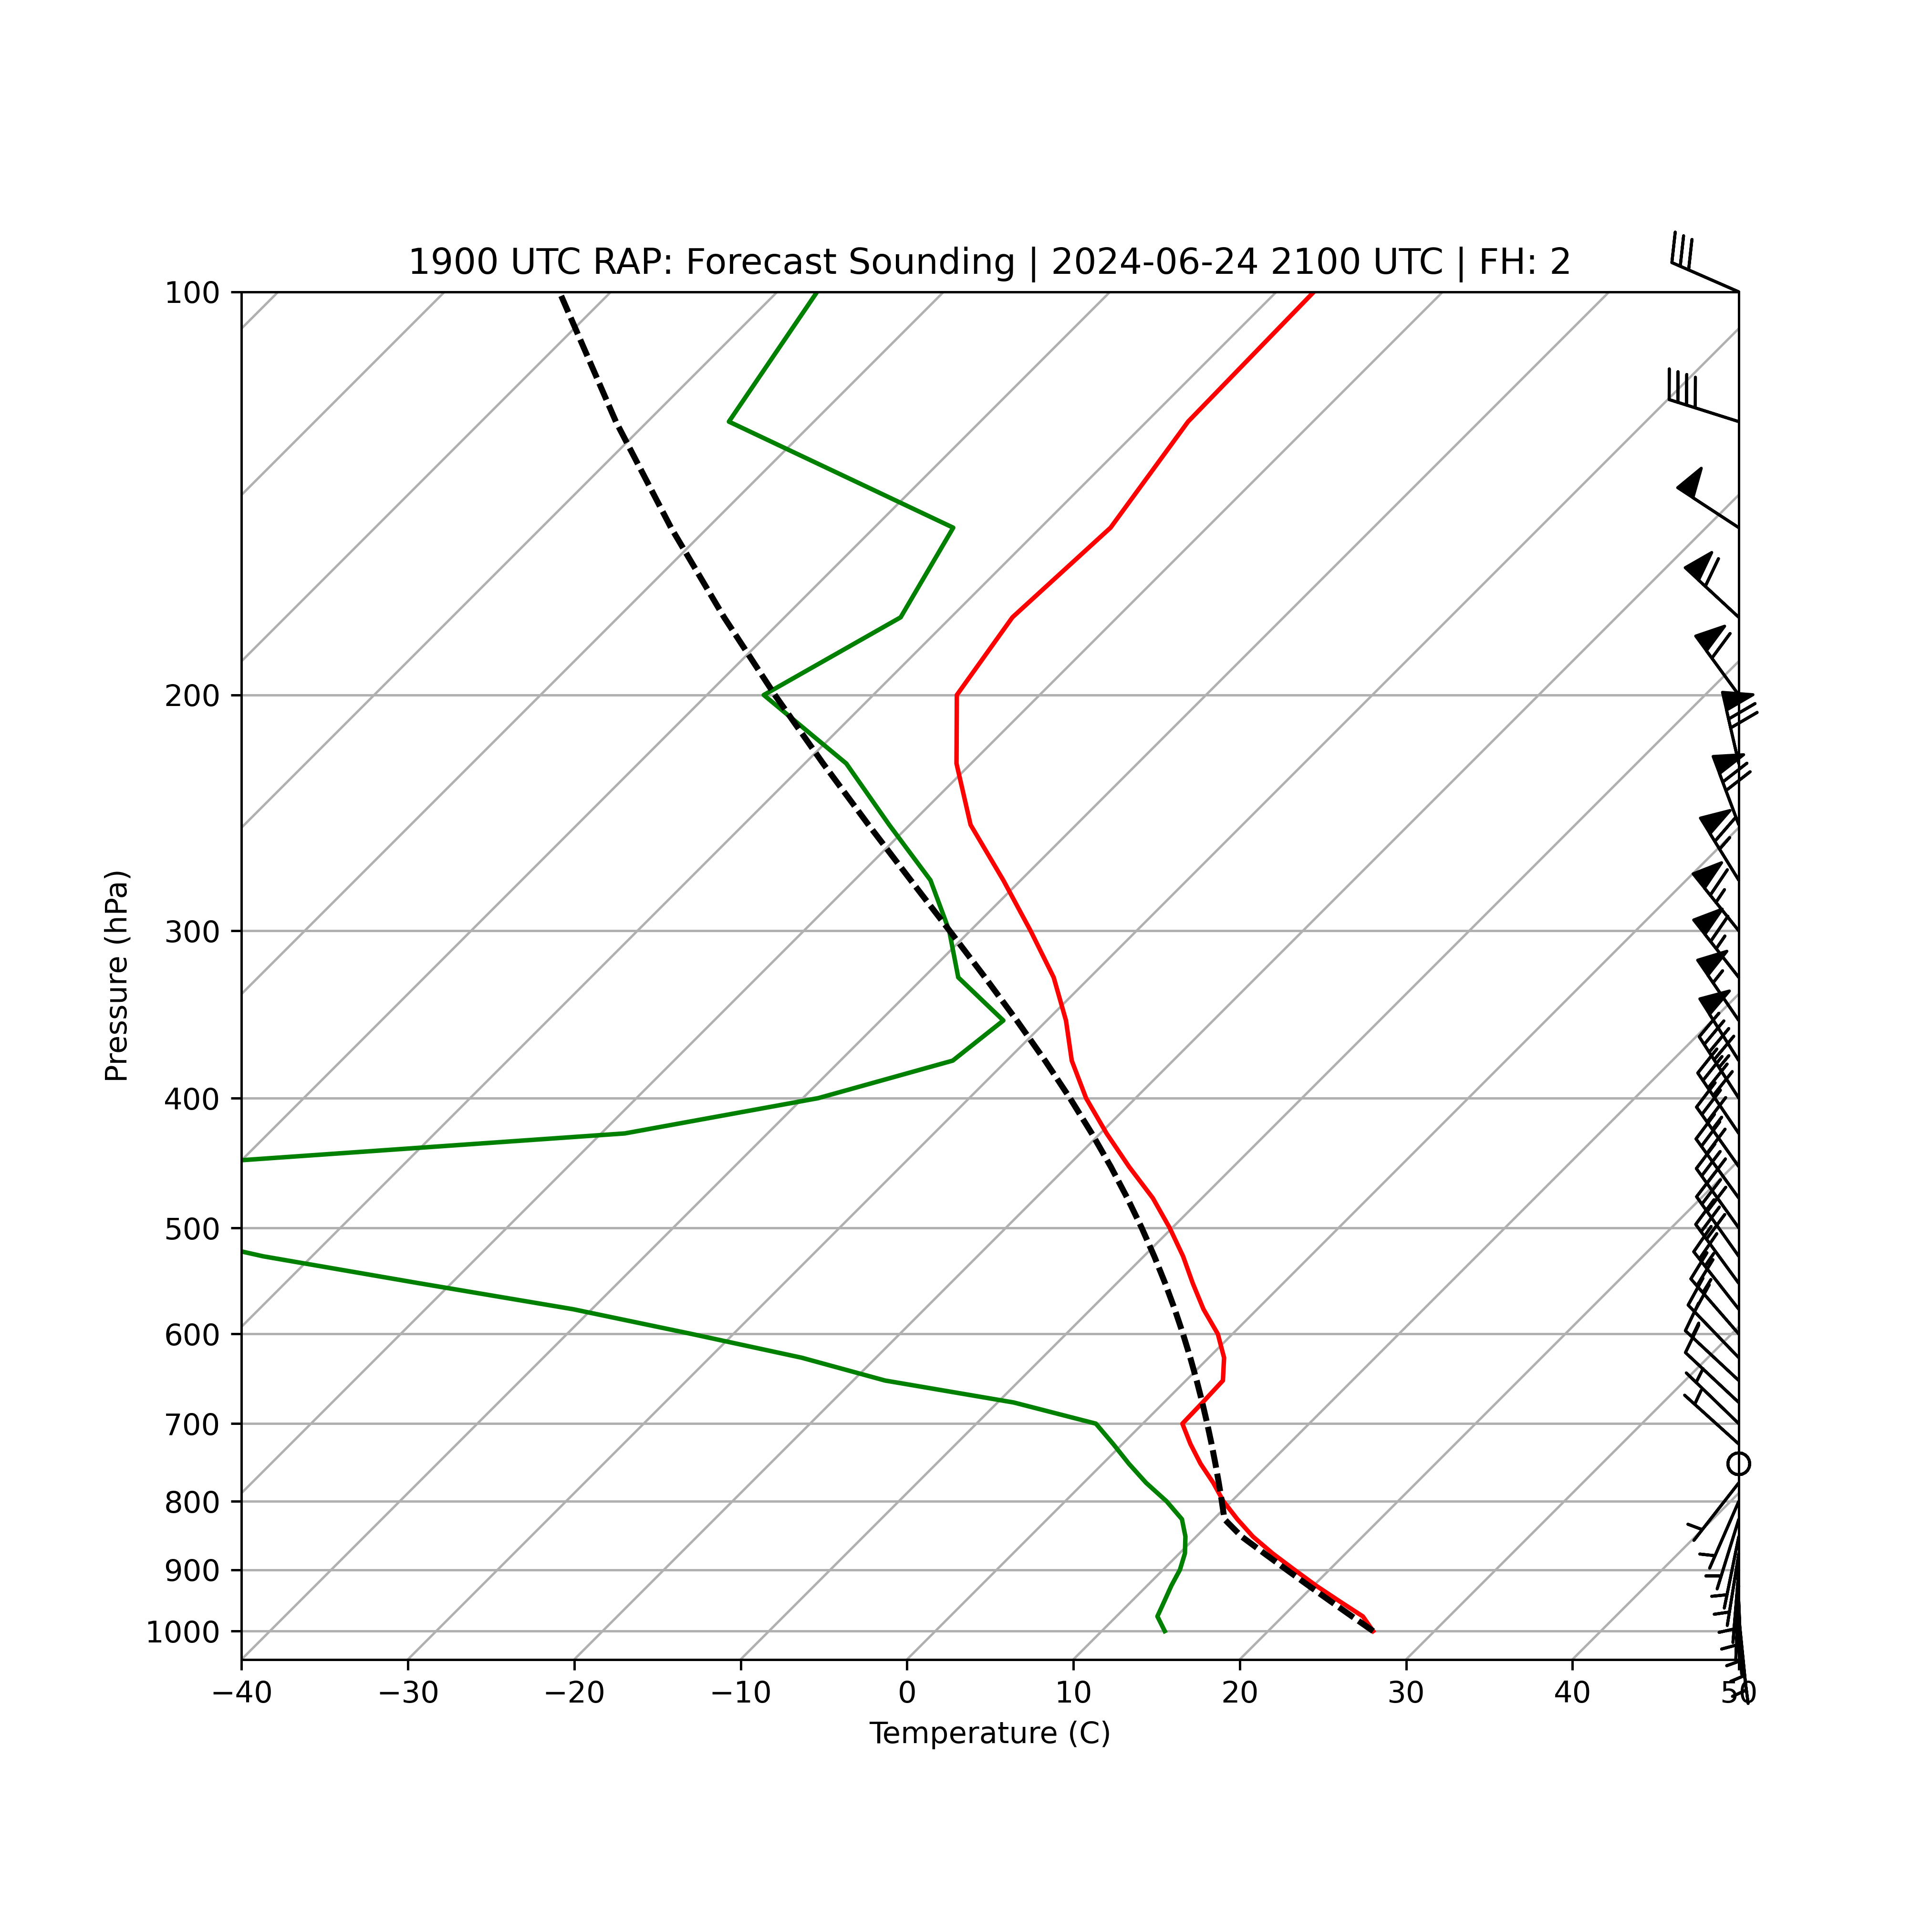 1900 UTC RAP: Forecast Sounding | 2024-06-24 2100 UTC | FH: 2
100
200
300
400
500
600
700
800
900
1000
Pressure (hPa)
−40 −30 −20 −10 0 10 20 30 40 50
Temperature (C)